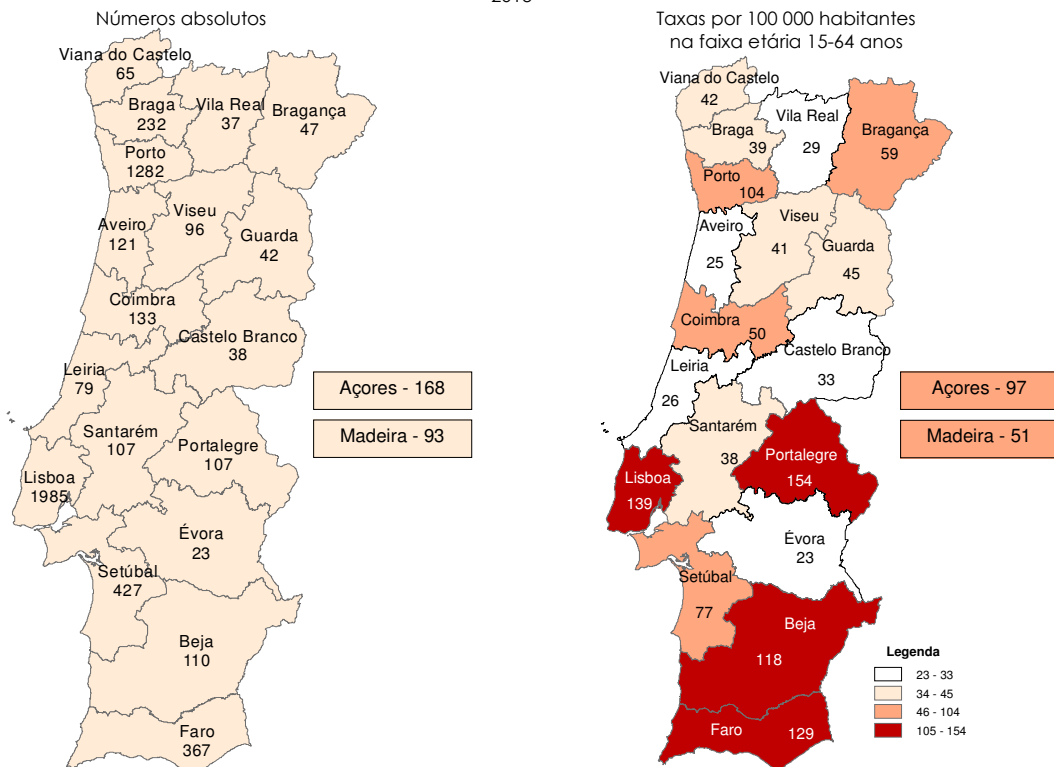 Números absolutos
Viana do Castelo
65
Braga
232
Vila Real
37
Bragança
47
Porto
1282
Aveiro
121
Viseu
96
Guarda
42
Coimbra
133
Castelo Branco
38
Leiria
79
Açores - 168
Madeira - 93
Santarém
107
Portalegre
107
Lisboa
1985
Évora
23
Setúbal
427
Beja
110
Faro
367
Taxas por 100 000 habitantes
na faixa etária 15-64 anos
Viana do Castelo
42
Vila Real
29
Braga
39
Bragança
59
Porto
104
Aveiro
25
Viseu
41
Guarda
45
Coimbra
50
Castelo Branco
33
Leiria
26
Açores - 97
Madeira - 51
Santarém
38
Portalegre
154
Lisboa
139
Évora
23
Setúbal
77
Beja
118
Faro
129
Legenda
23 - 33
34 - 45
46 - 104
105 - 154